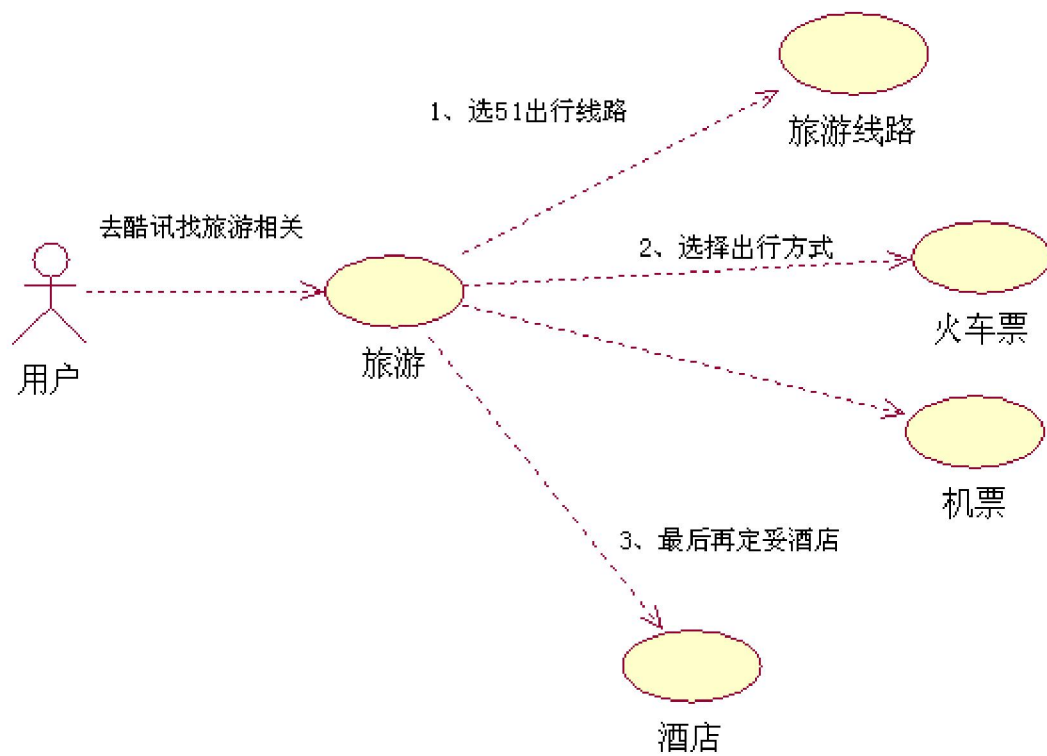 1、选51出行线路
旅游线路
去酷讯找旅游相关
2、选择出行方式
火车票
旅游
用户
机票
3、最后再定妥酒店
酒店